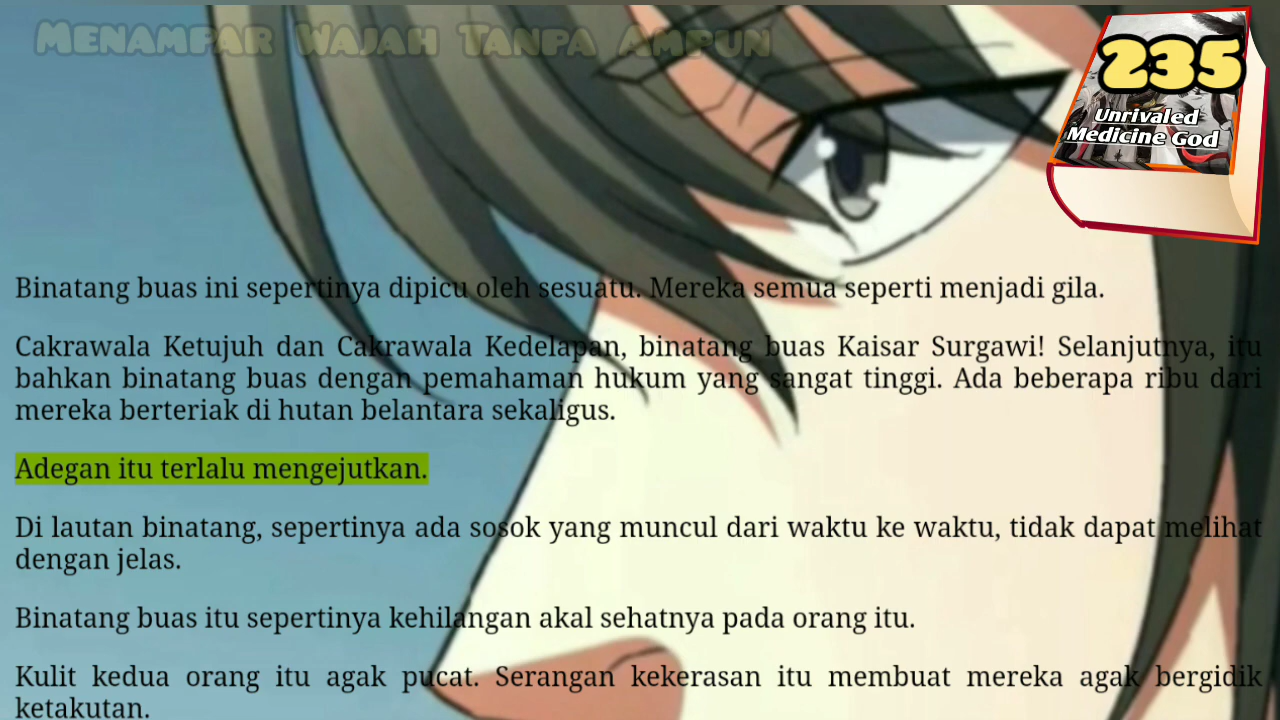 Menampar Wajah Tanpa Ampun
235
Unrivaled
Medicine God
Binatang buas ini sepertinya dipicu oleh sesuatu. Mereka semua seperti menjadi gila.
Cakrawala Ketujuh dan Cakrawala Kedelapan, binatang buas Kaisar Surgawi! Selanjutnya, itu
bahkan binatang buas dengan pemahaman hukum yang sangat tinggi. Ada beberapa ribu dari
mereka berteriak di hutan belantara sekaligus.
Adegan itu terlalu mengejutkan.
Di lautan binatang, sepertinya ada sosok yang muncul dari waktu ke waktu, tidak dapat melihat
dengan jelas.
Binatang buas itu sepertinya kehilangan akal sehatnya pada orang itu.
Kulit kedua orang itu agak pucat. Serangan kekerasan itu membuat mereka agak bergidik
ketakutan.